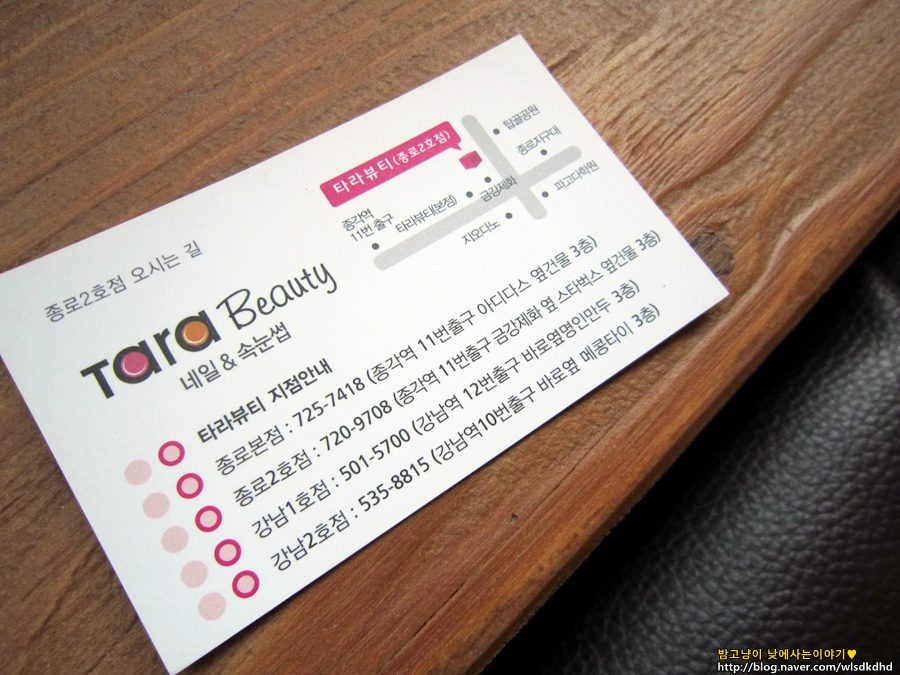 종로2호점 오시는 길
타라뷰티(종로2호점)
탑골공원
종로지구대
파고다학원
금강제화
종각역
11번 출구
타라뷰티(본점)
지오다노
Tara Beauty
네일 & 속눈썹
타라뷰티 지점안내
종로본점 : 725-7418 (종각역 11번출구 아디다스 옆건물 3층)
종로2호점 : 720-9708 (종각역 11번출구 금강제화 옆 스타벅스 옆건물 3층)
강남1호점 : 501-5700 (강남역 12번출구 바로옆명인만두 3층)
강남2호점 : 535-8815 (강남역10번출구 바로옆 메콩타이 3층)
밤고냥이 낮에사는이야기♥
http://blog.naver.com/wlsdkdhd